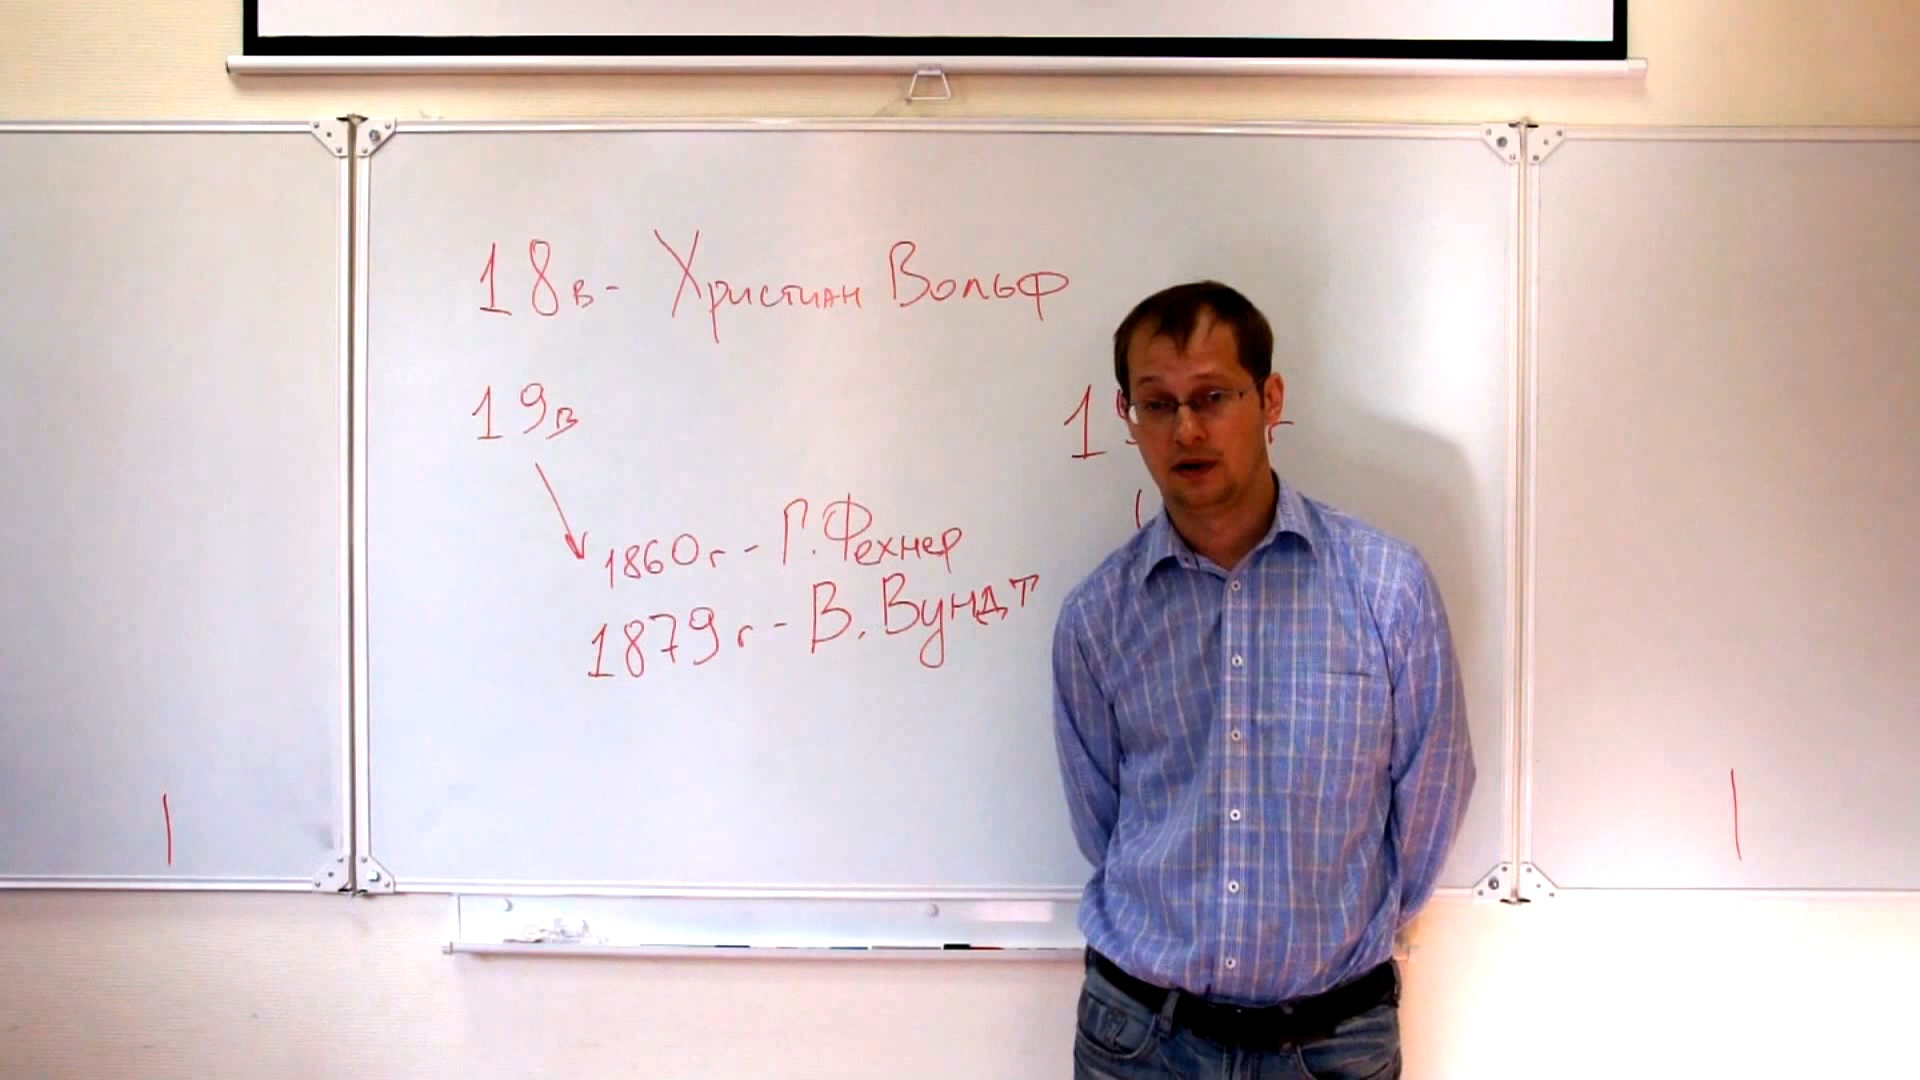 18в - Христиан Вольф
19в
1860г - Г. Фехнер
1879г - В. Вундт